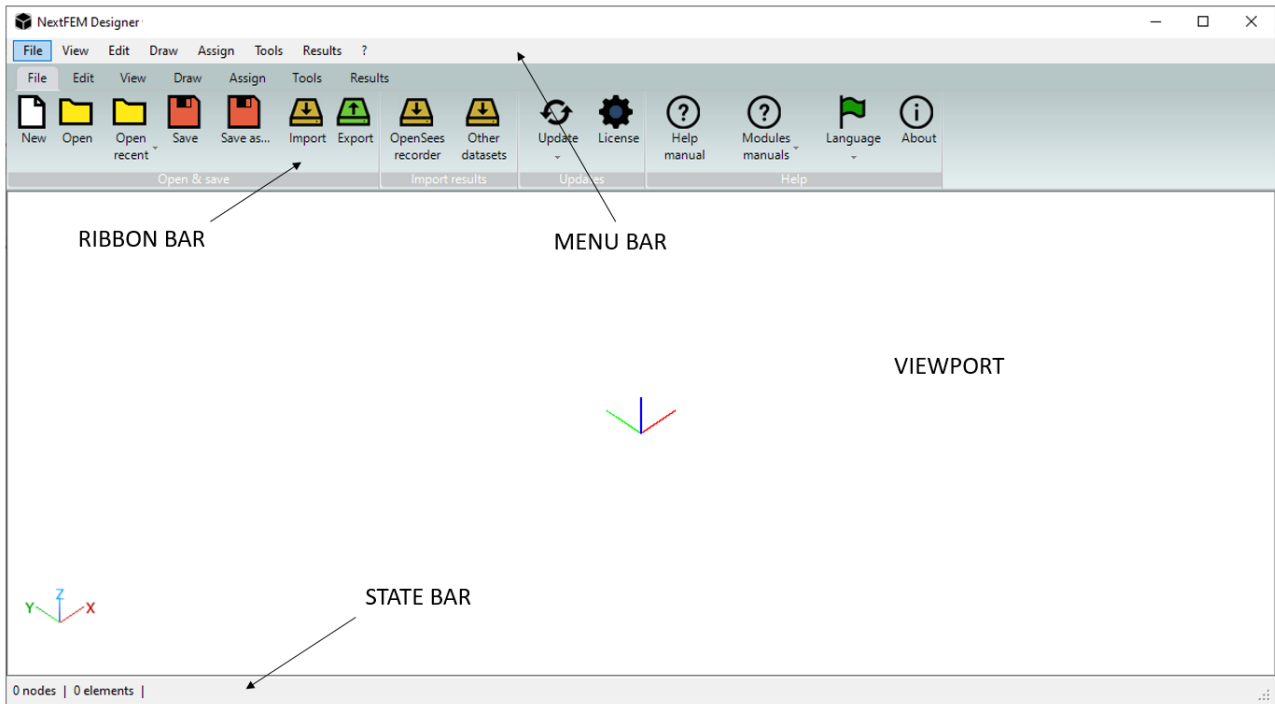 NextFEM Designer
File View Edit Draw Assign Tools Results ?
File Edit View Draw Assign Tools Results
New Open Open recent Save Save as... Import Export OpenSees recorder Other datasets Update License Help manual Modules manuals Language About
Open & save Import results Updates Help
RIBBON BAR
MENU BAR
VIEWPORT
STATE BAR
Z
Y X
0 nodes | 0 elements |